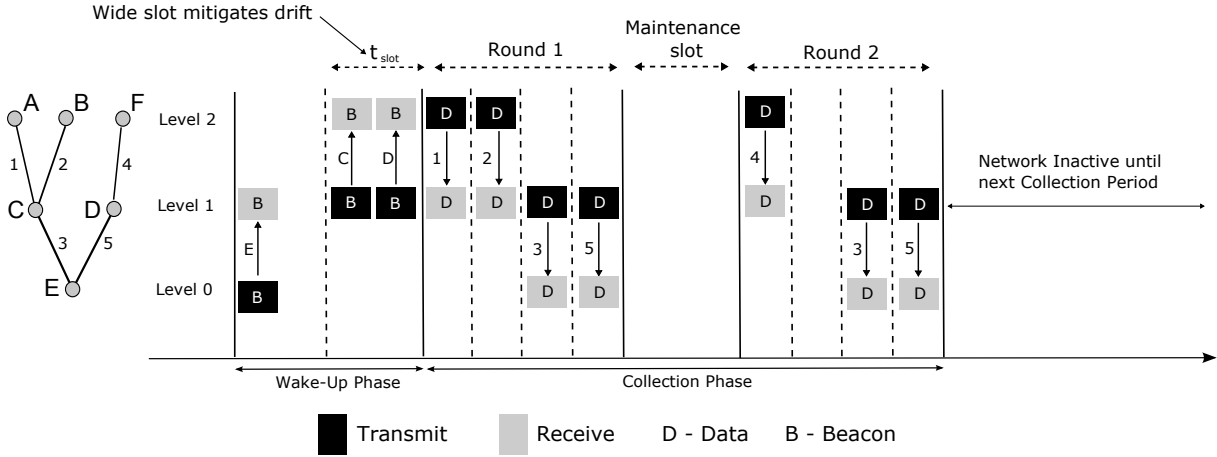 Wide slot mitigates drift
t slot
Round 1
Maintenance
slot
Round 2
A B F
1 2 4
C D
3 5
E
Level 2
B B D D D
C D 1 2 4
Level 1
B B B D D D D D D D
E 3 5 3 5
Level 0
B D D D D
Network Inactive until
next Collection Period
Wake-Up Phase
Collection Phase
Transmit Receive D - Data B - Beacon